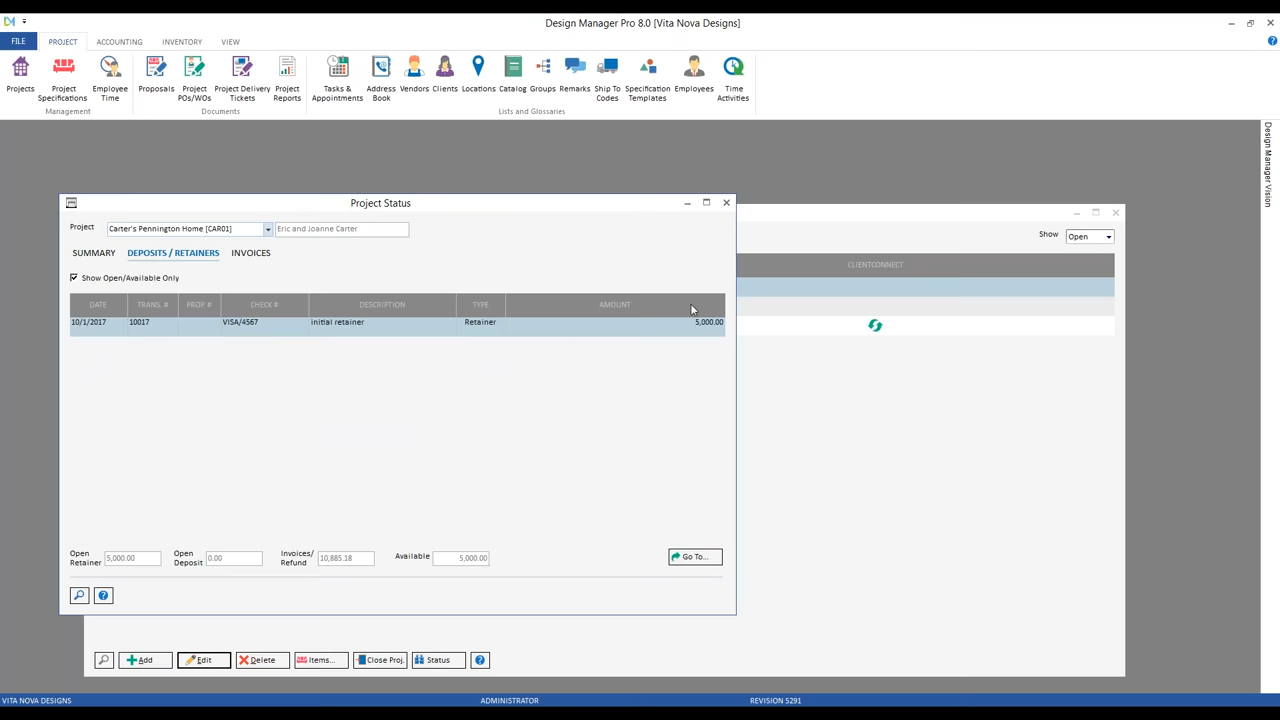 Design Manager Pro 8.0 [Vita Nova Designs]
FILE PROJECT ACCOUNTING INVENTORY VIEW
Projects
Project Specifications
Employee Time
Proposals
Project POs/WOs
Project Delivery Tickets
Project Reports
Tasks & Appointments
Address Book
Vendors
Clients
Locations
Catalog
Groups
Remarks
Ship To Codes
Specification Templates
Employees
Time Activities
Management Documents Lists and Glossaries
Design Manager Vision
Project Status
Project Carter's Pennington Home [CAR01] Eric and Joanne Carter
Show Open
SUMMARY DEPOSITS / RETAINERS INVOICES
CLIENTCONNECT
Show Open/Available Only
DATE TRANS. # PROP. # CHECK # DESCRIPTION TYPE AMOUNT
10/1/2017 10017 VISA/4567 initial retainer Retainer 5,000.00
Open Retainer 5,000.00
Open Deposit 0.00
Invoices/ Refund 10,885.18
Available 5,000.00
Go To...
Add Edit Delete Items... Close Proj. Status
VITA NOVA DESIGNS ADMINISTRATOR REVISION 5291